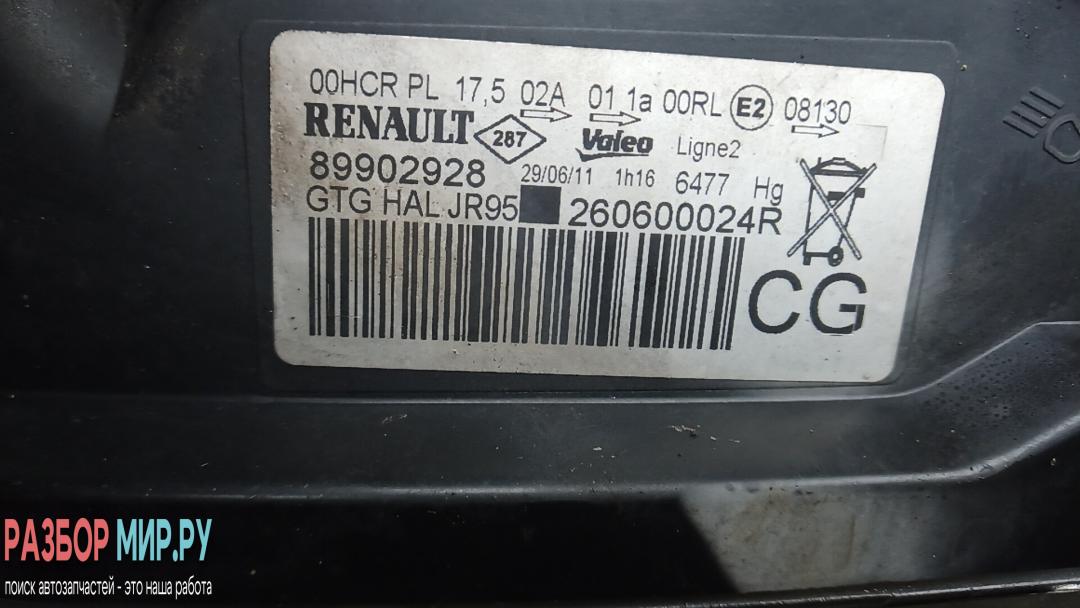 00HCR PL 17,5 02A 01 1a 00RL E2 08130
RENAULT 287 Valeo Ligne2
89902928 29/06/11 1h16 6477 Hg
GTG HAL JR95 260600024R
CG
РАЗБОР МИР.РУ
поиск автозапчастей - это наша работа